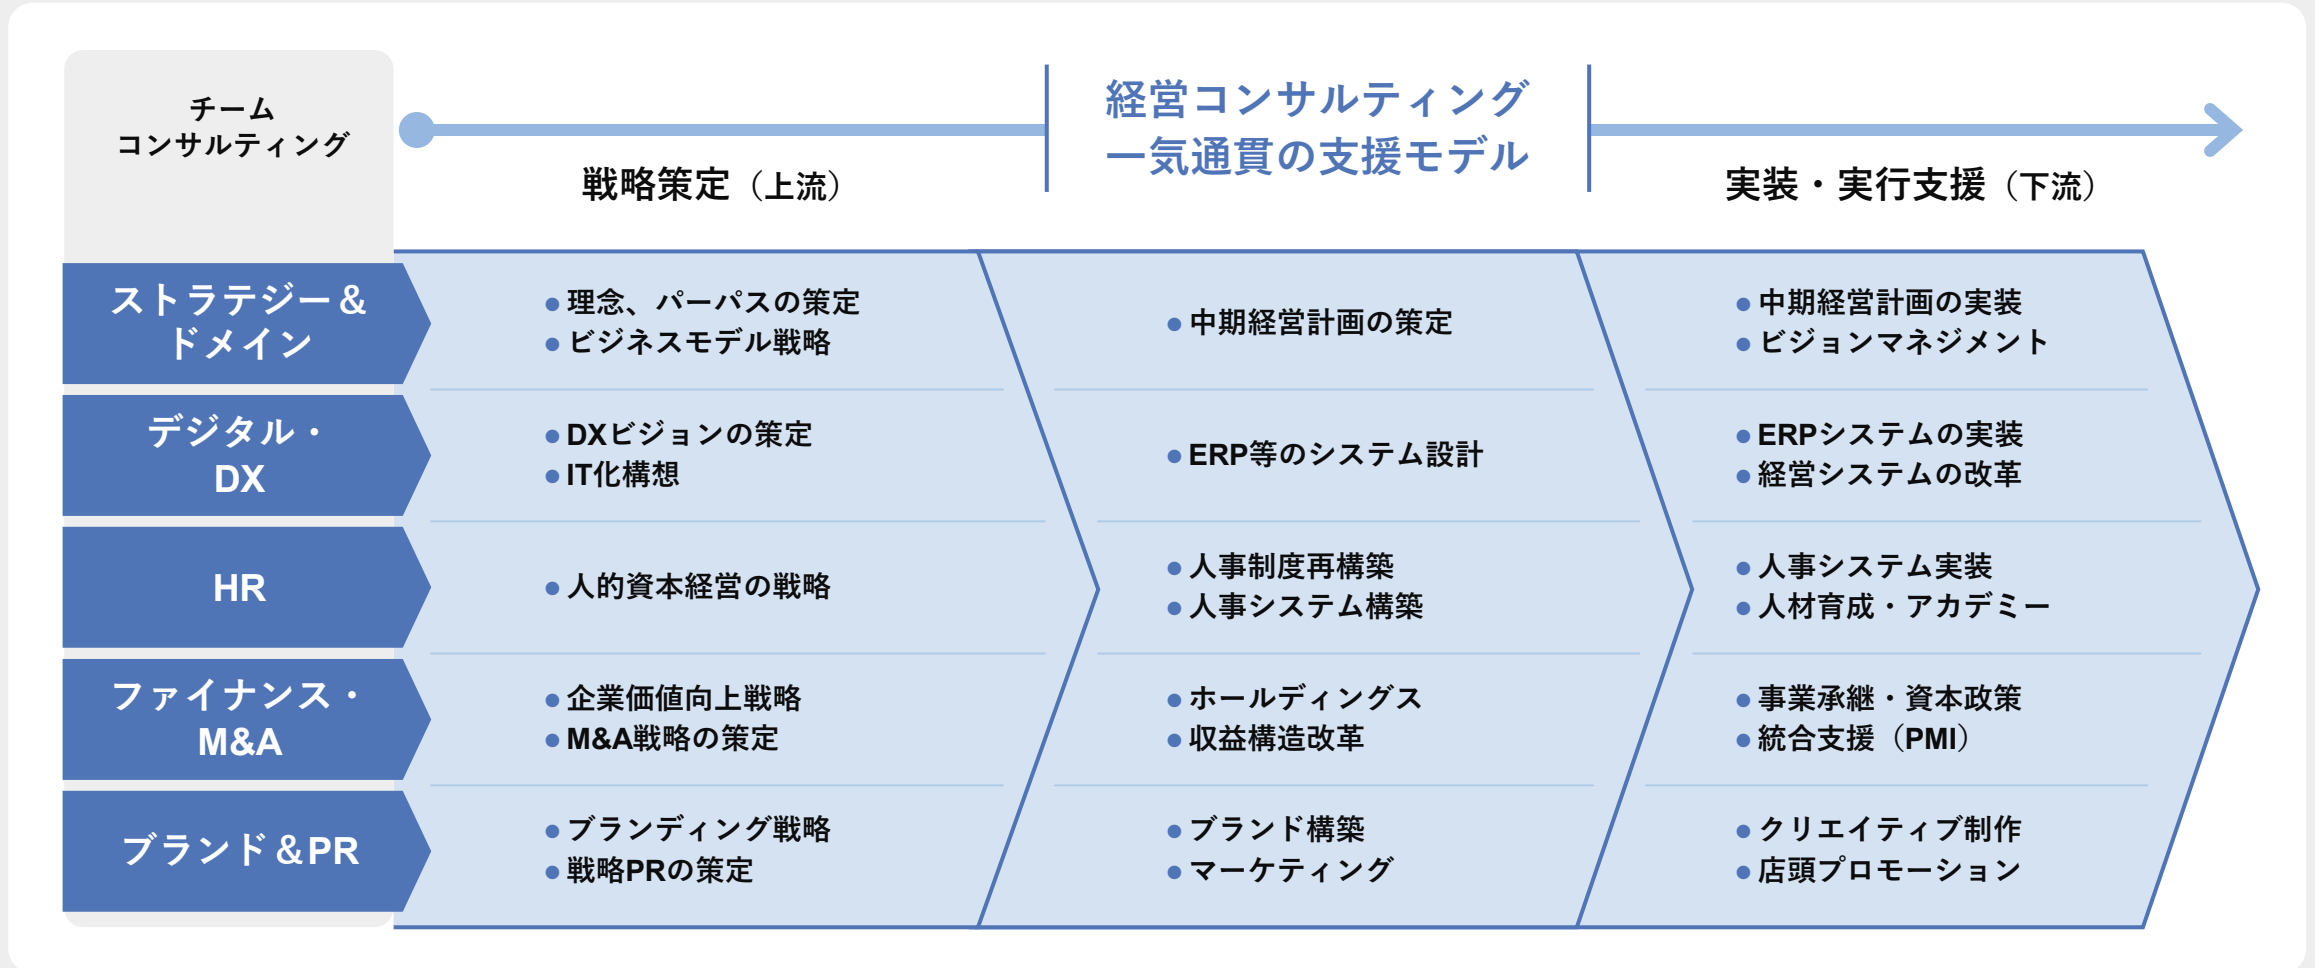 チーム
コンサルティング
経営コンサルティング
一気通貫の支援モデル
戦略策定（上流）
実装・実行支援（下流）
ストラテジー＆
ドメイン
●理念、パーパスの策定
●ビジネスモデル戦略
●中期経営計画の策定
●中期経営計画の実装
●ビジョンマネジメント
デジタル・
DX
●DXビジョンの策定
●IT化構想
●ERP等のシステム設計
●ERPシステムの実装
●経営システムの改革
HR
●人的資本経営の戦略
●人事制度再構築
●人事システム構築
●人事システム実装
●人材育成・アカデミー
ファイナンス・
M&A
●企業価値向上戦略
●M&A戦略の策定
●ホールディングス
●収益構造改革
●事業承継・資本政策
●統合支援（PMI）
ブランド＆PR
●ブランディング戦略
●戦略PRの策定
●ブランド構築
●マーケティング
●クリエイティブ制作
●店頭プロモーション